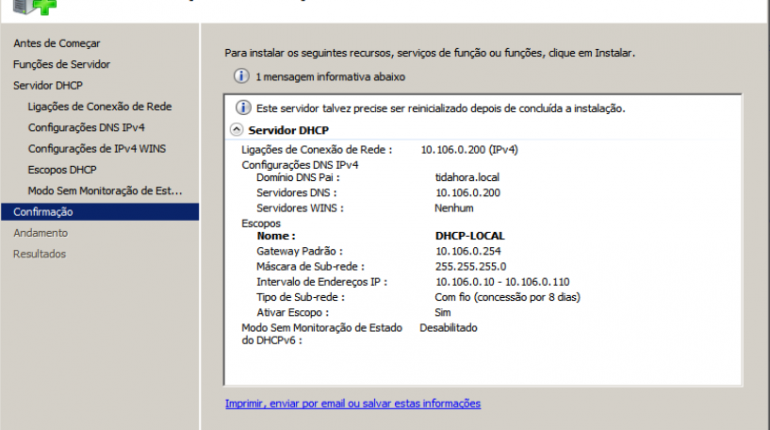 Antes de Começar
Funções de Servidor
Servidor DHCP
Ligações de Conexão de Rede
Configurações DNS IPv4
Configurações de IPv4 WINS
Escopos DHCP
Modo Sem Monitoração de Est...
Confirmação
Andamento
Resultados
Para instalar os seguintes recursos, serviços de função ou funções, clique em Instalar.
1 mensagem informativa abaixo
Este servidor talvez precise ser reinicializado depois de concluída a instalação.
Servidor DHCP
Ligações de Conexão de Rede : 10.106.0.200 (IPv4)
Configurações DNS IPv4
Domínio DNS Pai : tidahora.local
Servidores DNS : 10.106.0.200
Servidores WINS : Nenhum
Escopos
Nome : DHCP-LOCAL
Gateway Padrão : 10.106.0.254
Máscara de Sub-rede : 255.255.255.0
Intervalo de Endereços IP : 10.106.0.10 - 10.106.0.110
Tipo de Sub-rede : Com fio (concessão por 8 dias)
Ativar Escopo : Sim
Modo Sem Monitoração de Estado Desabilitado
do DHCPv6 :
Imprimir, enviar por email ou salvar estas informações